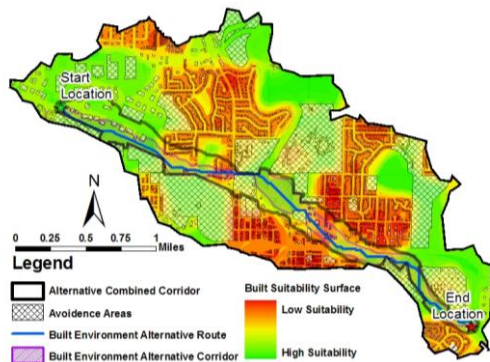 Start
Location
N
0 0.25 0.5 0.75 1
Miles
End
Location
Legend
Alternative Combined Corridor
Avoidence Areas
Built Environment Alternative Route
Built Environment Alternative Corridor
Built Suitability Surface
Low Suitability
High Suitability